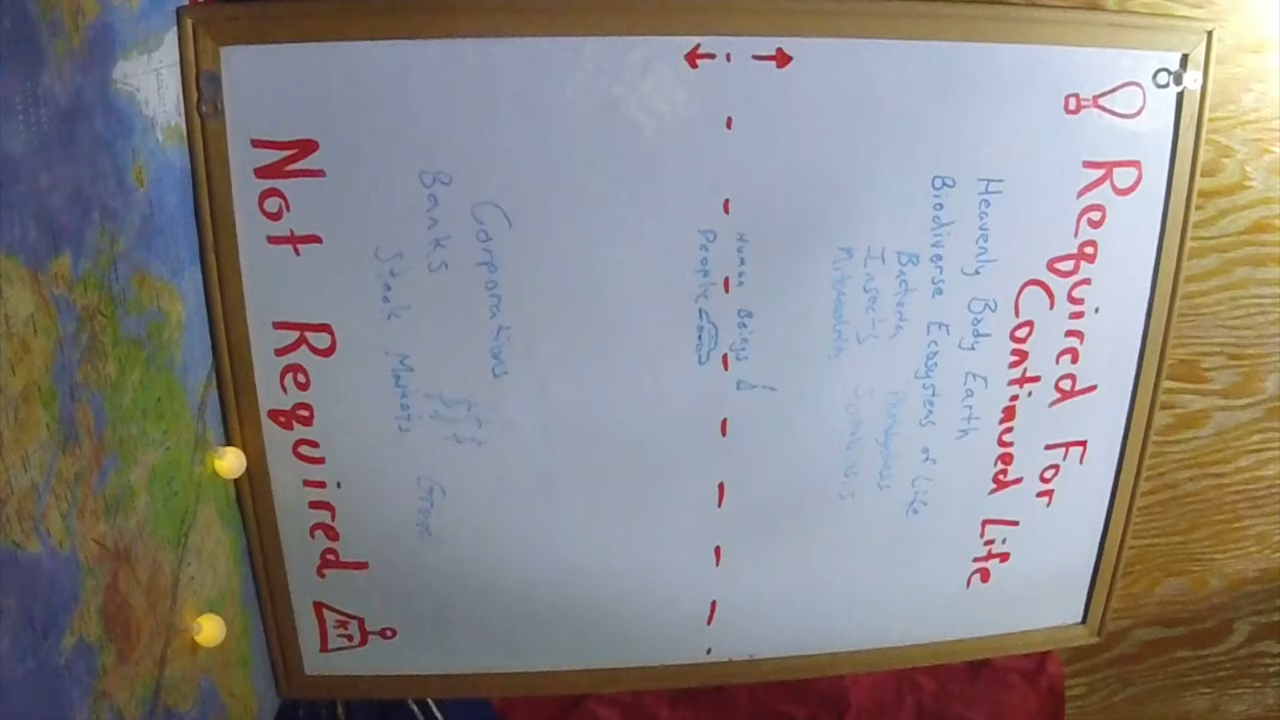 Required For
Continued Life
Heavenly Body Earth
Biodiverse Ecosystems of Life
Bacteria
Insects
Human Beings
People
Corporations
Banks $$$ Greed
Stock Markets
Not Required